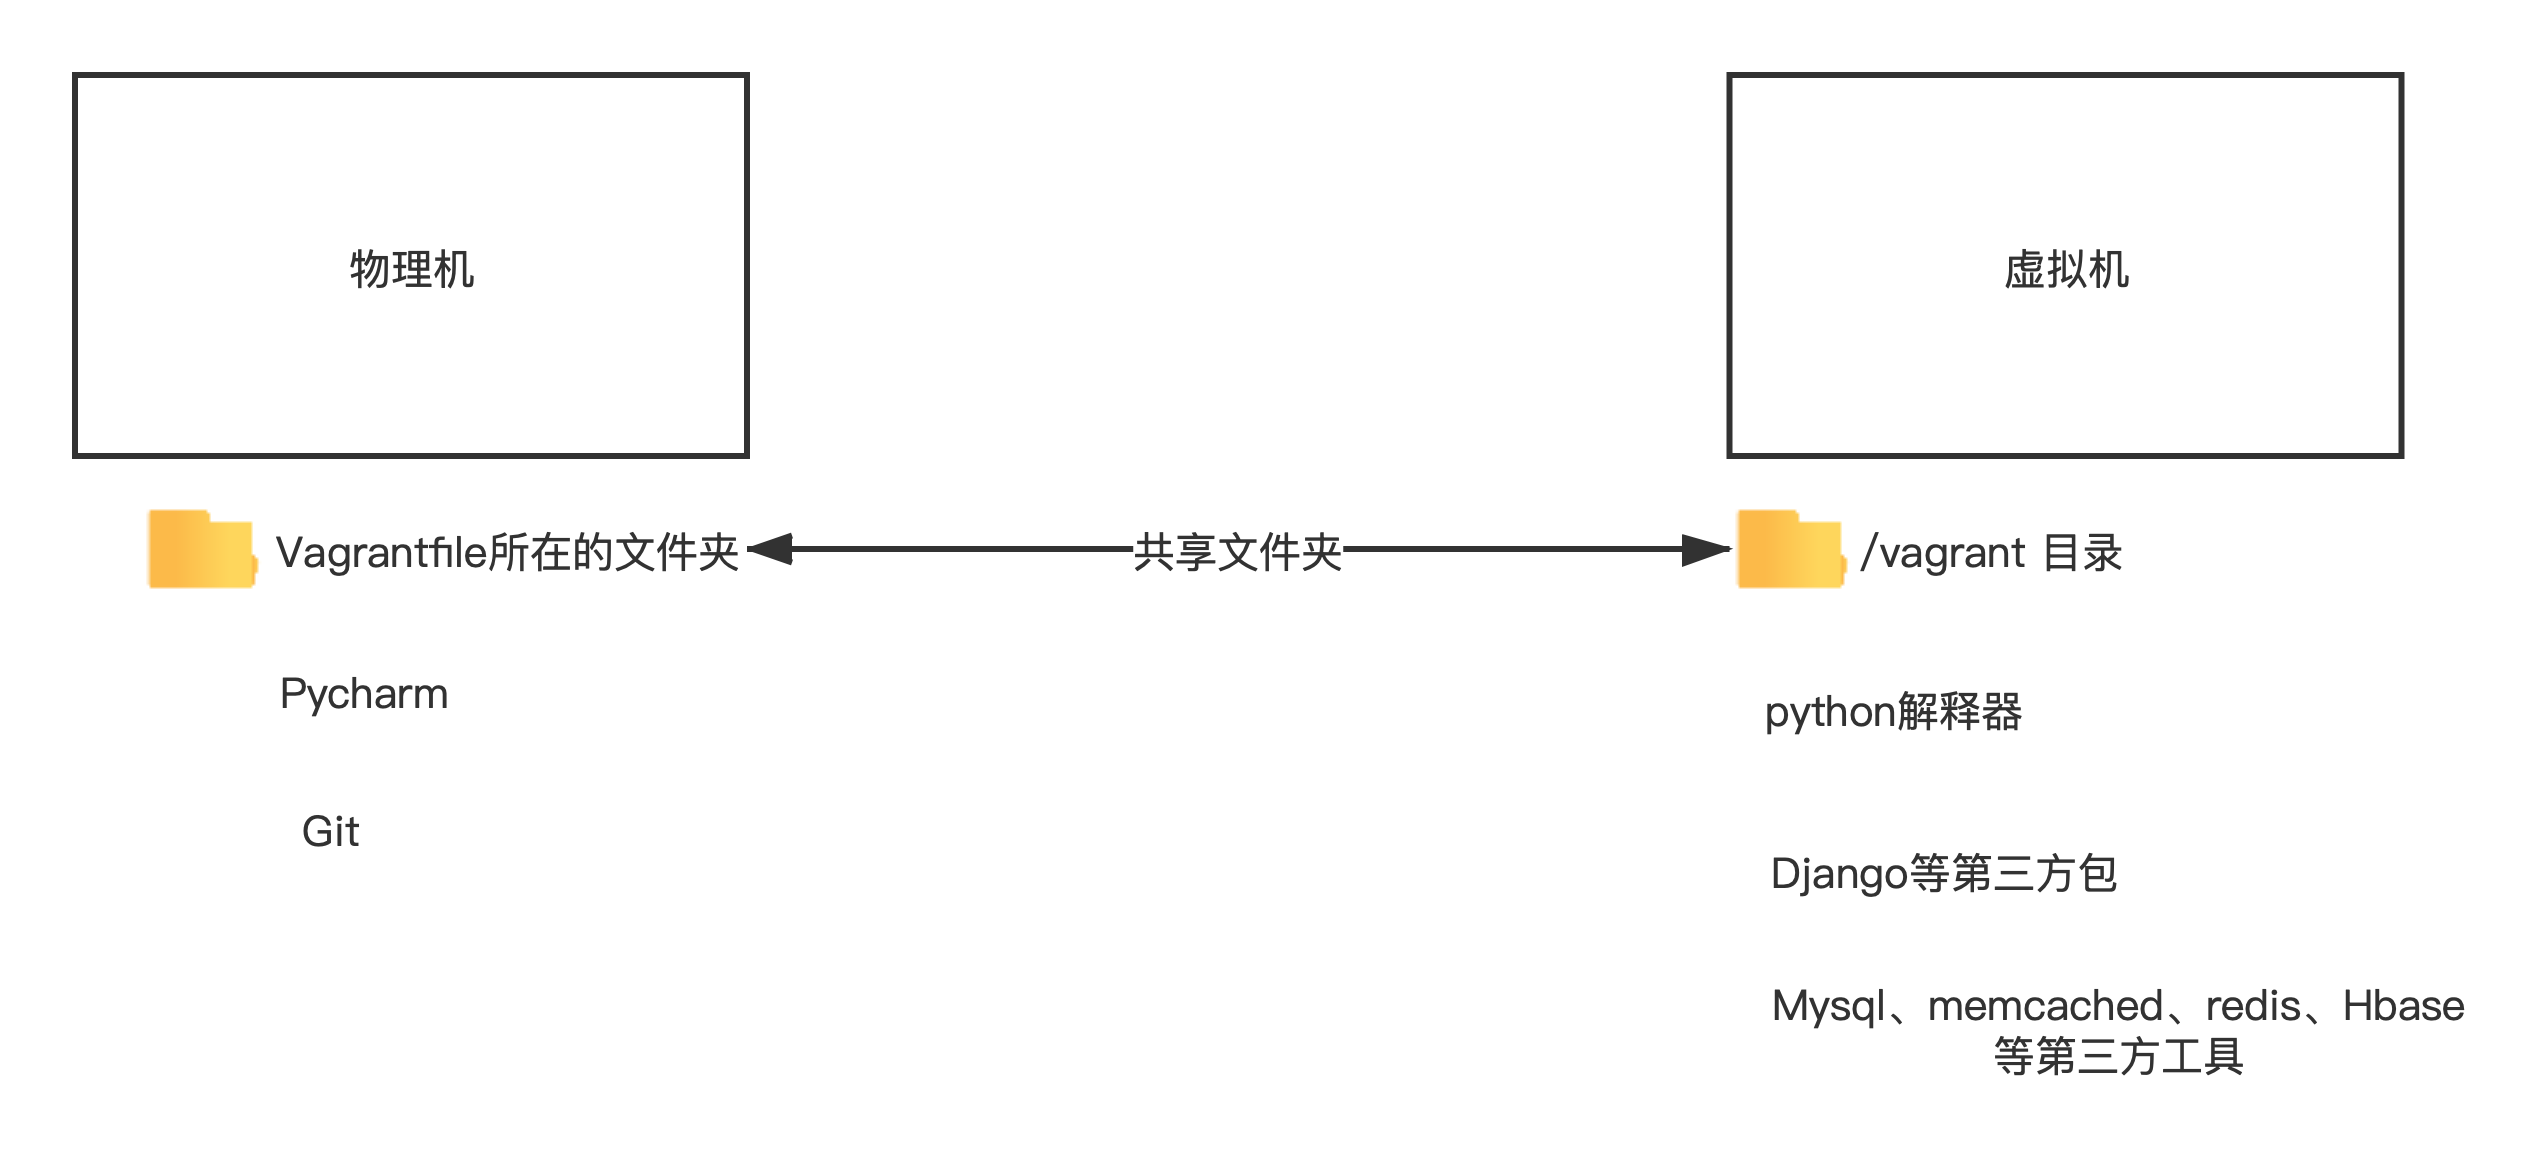 物理机
虚拟机
Vagrantfile所在的文件夹
共享文件夹
/vagrant 目录
Pycharm
python解释器
Git
Django等第三方包
Mysql、memcached、redis、Hbase
等第三方工具